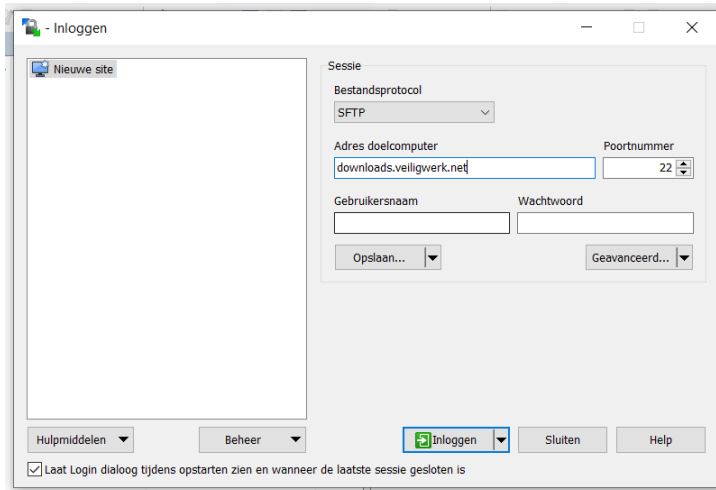 - Inloggen
Nieuwe site
Sessie
Bestandsprotocol
SFTP
Adres doelcomputer
Poortnummer
downloads.veiligwerk.net
22
Gebruikersnaam
Wachtwoord
Opslaan...
Geavanceerd...
Hulpmiddelen
Beheer
Inloggen
Sluiten
Help
Laat Login dialoog tijdens opstarten zien en wanneer de laatste sessie gesloten is